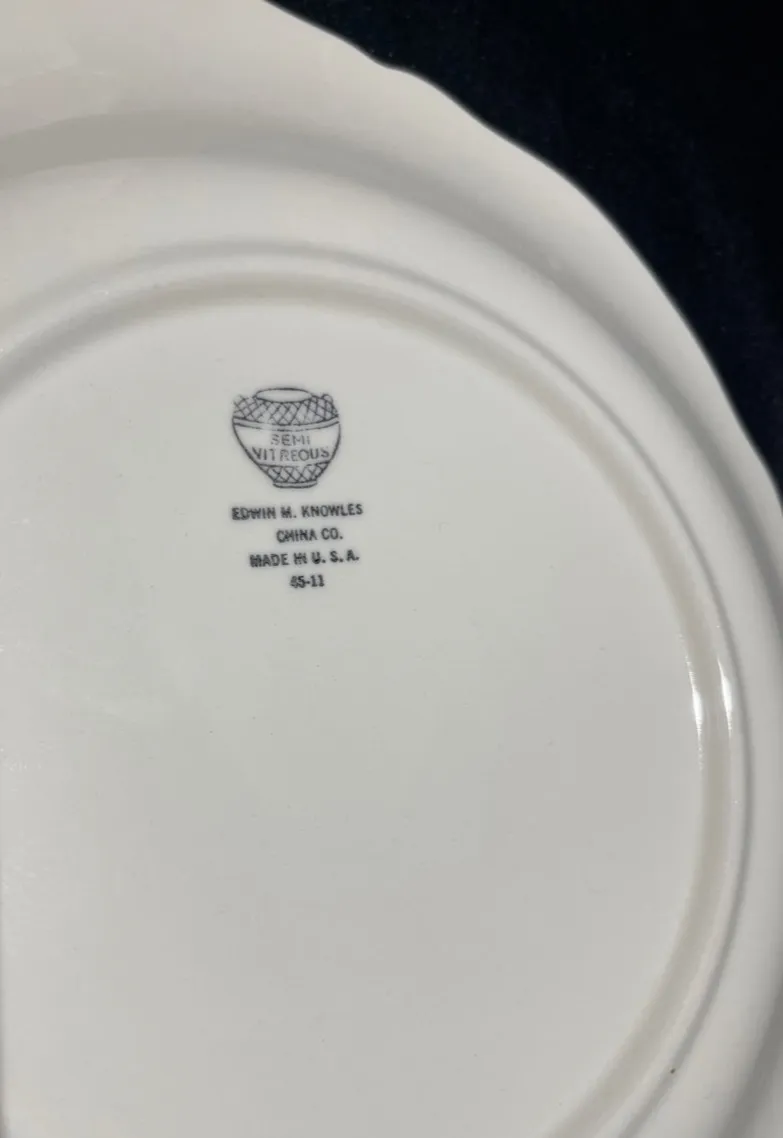 SEMI
VITREOUS
EDWIN M. KNOWLES
CHINA CO.
MADE IN U. S. A.
45-11